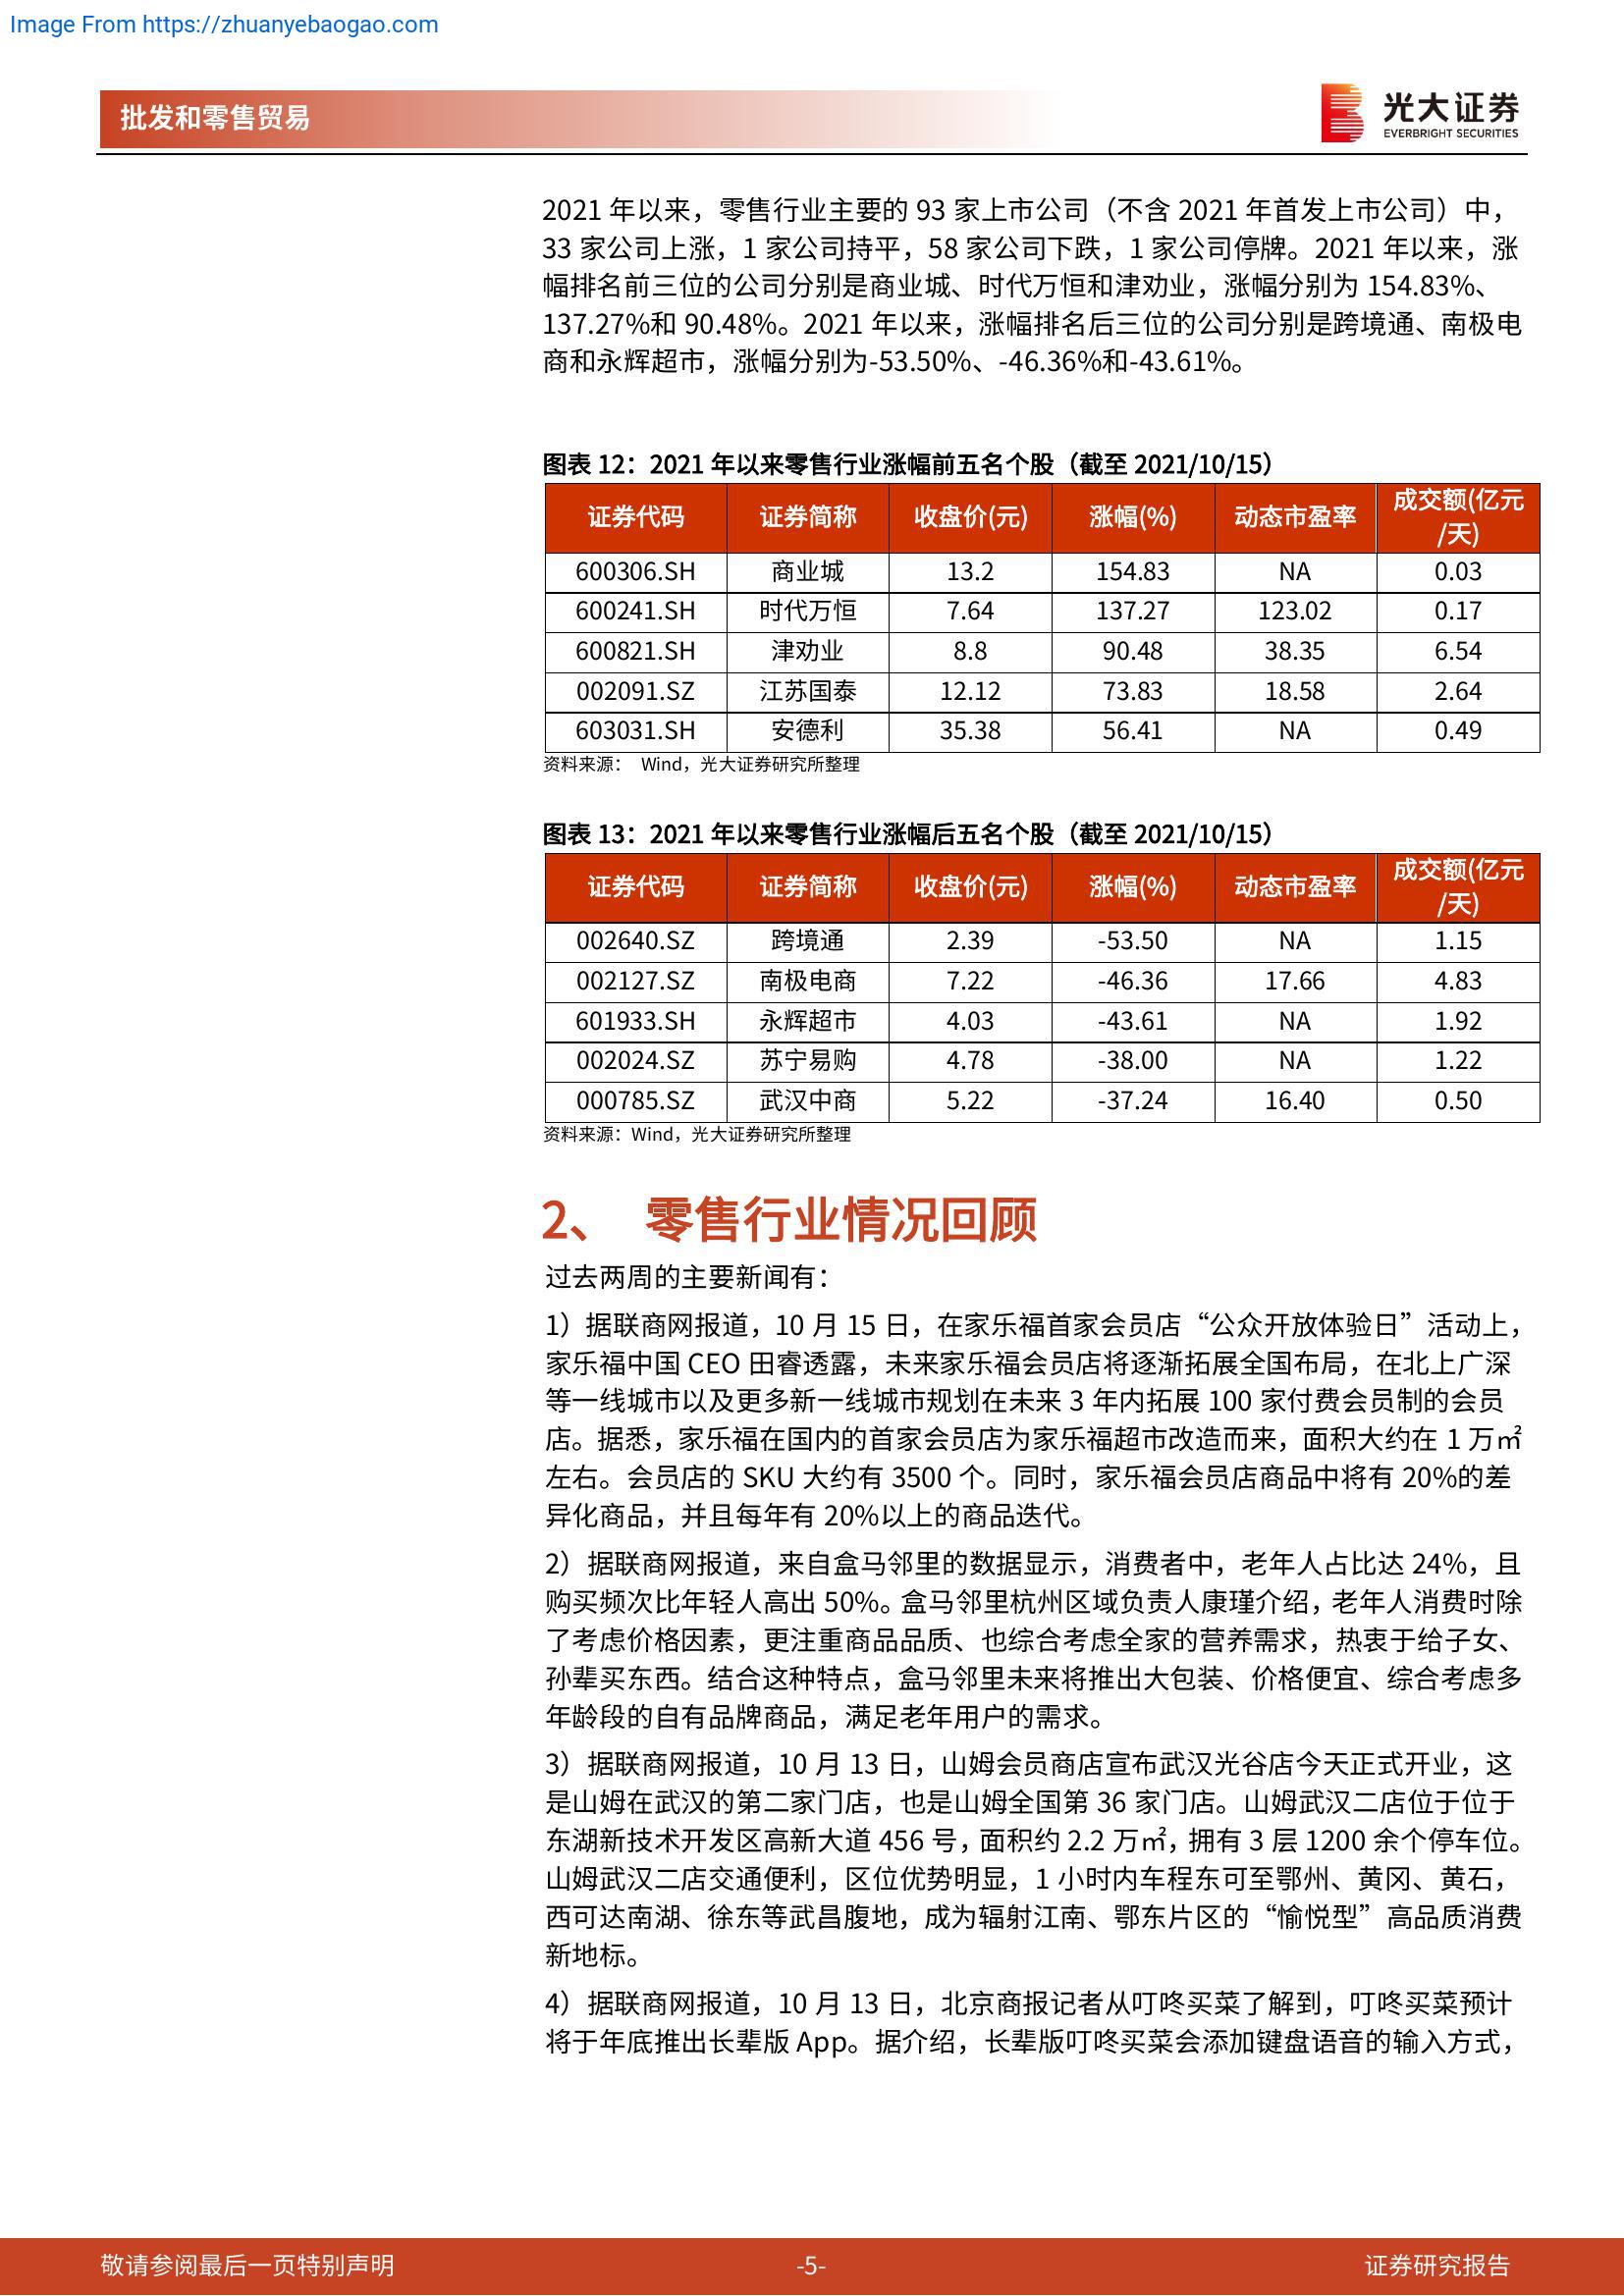 Image From https://zhuanyebaogao.com
批发和零售贸易
光大证券
EVERBRIGHT SECURITIES
2021 年以来，零售行业主要的 93 家上市公司（不含 2021 年首发上市公司）中，
33 家公司上涨，1 家公司持平，58 家公司下跌，1 家公司停牌。2021 年以来，涨
幅排名前三位的公司分别是商业城、时代万恒和津劝业，涨幅分别为 154.83%、
137.27%和 90.48%。2021 年以来，涨幅排名后三位的公司分别是跨境通、南极电
商和永辉超市，涨幅分别为-53.50%、-46.36%和-43.61%。
图表 12：2021 年以来零售行业涨幅前五名个股（截至 2021/10/15）
证券代码 证券简称 收盘价(元) 涨幅(%) 动态市盈率 成交额(亿元
/天)
600306.SH 商业城 13.2 154.83 NA 0.03
600241.SH 时代万恒 7.64 137.27 123.02 0.17
600821.SH 津劝业 8.8 90.48 38.35 6.54
002091.SZ 江苏国泰 12.12 73.83 18.58 2.64
603031.SH 安德利 35.38 56.41 NA 0.49
资料来源： Wind，光大证券研究所整理
图表 13：2021 年以来零售行业涨幅后五名个股（截至 2021/10/15）
证券代码 证券简称 收盘价(元) 涨幅(%) 动态市盈率 成交额(亿元
/天)
002640.SZ 跨境通 2.39 -53.50 NA 1.15
002127.SZ 南极电商 7.22 -46.36 17.66 4.83
601933.SH 永辉超市 4.03 -43.61 NA 1.92
002024.SZ 苏宁易购 4.78 -38.00 NA 1.22
000785.SZ 武汉中商 5.22 -37.24 16.40 0.50
资料来源：Wind，光大证券研究所整理
2、 零售行业情况回顾
过去两周的主要新闻有：
1）据联商网报道，10 月 15 日，在家乐福首家会员店“公众开放体验日”活动上，
家乐福中国 CEO 田睿透露，未来家乐福会员店将逐渐拓展全国布局，在北上广深
等一线城市以及更多新一线城市规划在未来 3 年内拓展 100 家付费会员制的会员
店。据悉，家乐福在国内的首家会员店为家乐福超市改造而来，面积大约在 1 万㎡
左右。会员店的 SKU 大约有 3500 个。同时，家乐福会员店商品中将有 20%的差
异化商品，并且每年有 20%以上的商品迭代。
2）据联商网报道，来自盒马邻里的数据显示，消费者中，老年人占比达 24%，且
购买频次比年轻人高出 50%。盒马邻里杭州区域负责人康瑾介绍，老年人消费时除
了考虑价格因素，更注重商品品质、也综合考虑全家的营养需求，热衷于给子女、
孙辈买东西。结合这种特点，盒马邻里未来将推出大包装、价格便宜、综合考虑多
年龄段的自有品牌商品，满足老年用户的需求。
3）据联商网报道，10 月 13 日，山姆会员商店宣布武汉光谷店今天正式开业，这
是山姆在武汉的第二家门店，也是山姆全国第 36 家门店。山姆武汉二店位于位于
东湖新技术开发区高新大道 456 号，面积约 2.2 万㎡，拥有 3 层 1200 余个停车位。
山姆武汉二店交通便利，区位优势明显，1 小时内车程东可至鄂州、黄冈、黄石，
西可达南湖、徐东等武昌腹地，成为辐射江南、鄂东片区的“愉悦型”高品质消费
新地标。
4）据联商网报道，10 月 13 日，北京商报记者从叮咚买菜了解到，叮咚买菜预计
将于年底推出长辈版 App。据介绍，长辈版叮咚买菜会添加键盘语音的输入方式，
敬请参阅最后一页特别声明 -5- 证券研究报告